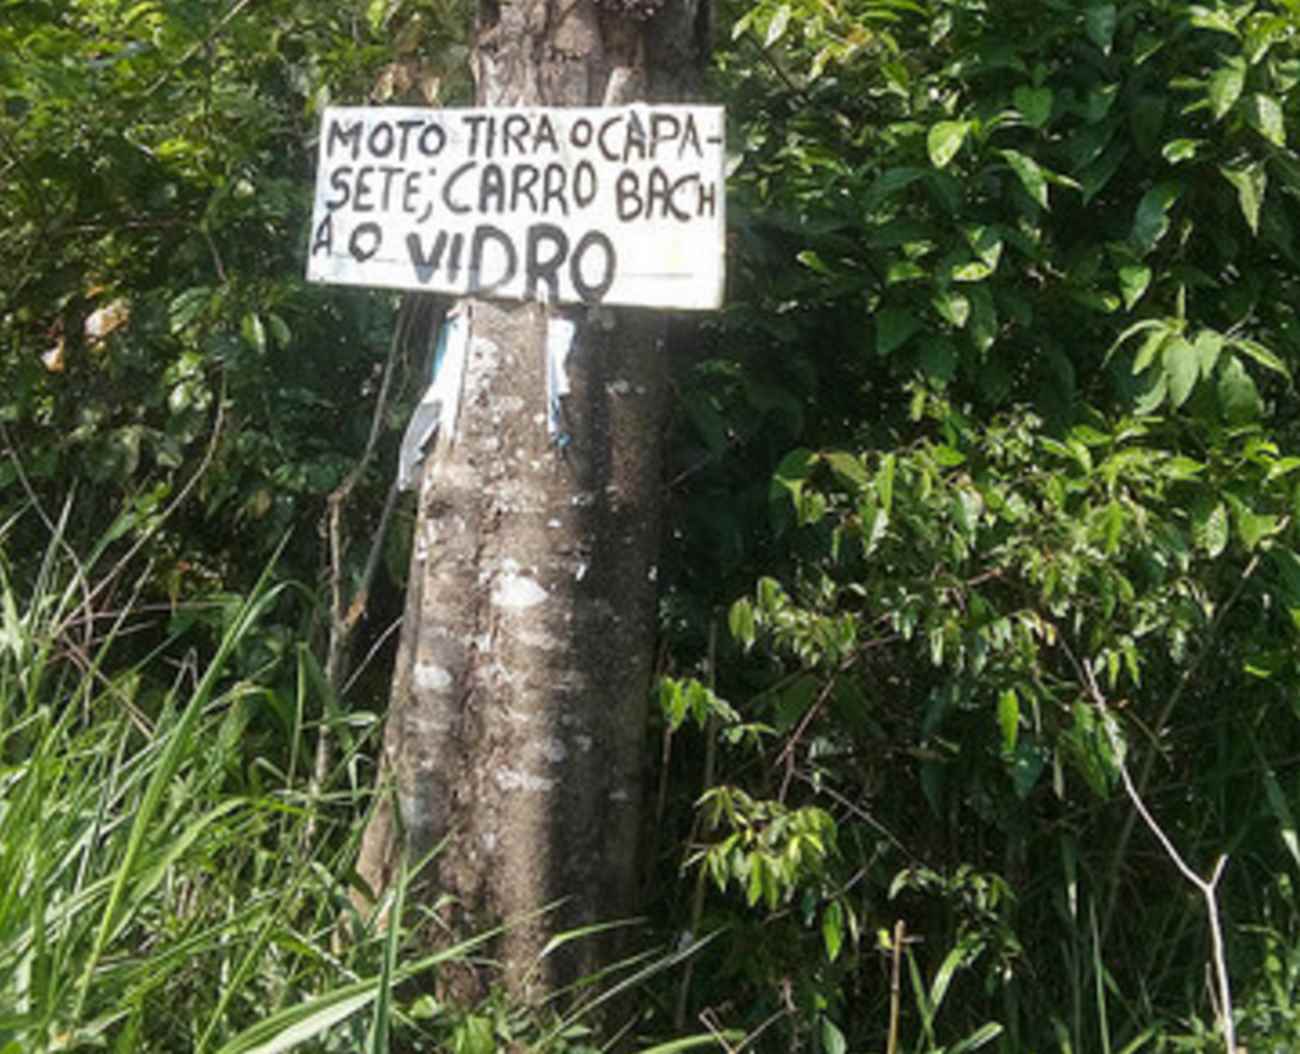 MOTO TIRA O CAPA-
SETE; CARRO BACH
A O VIDRO